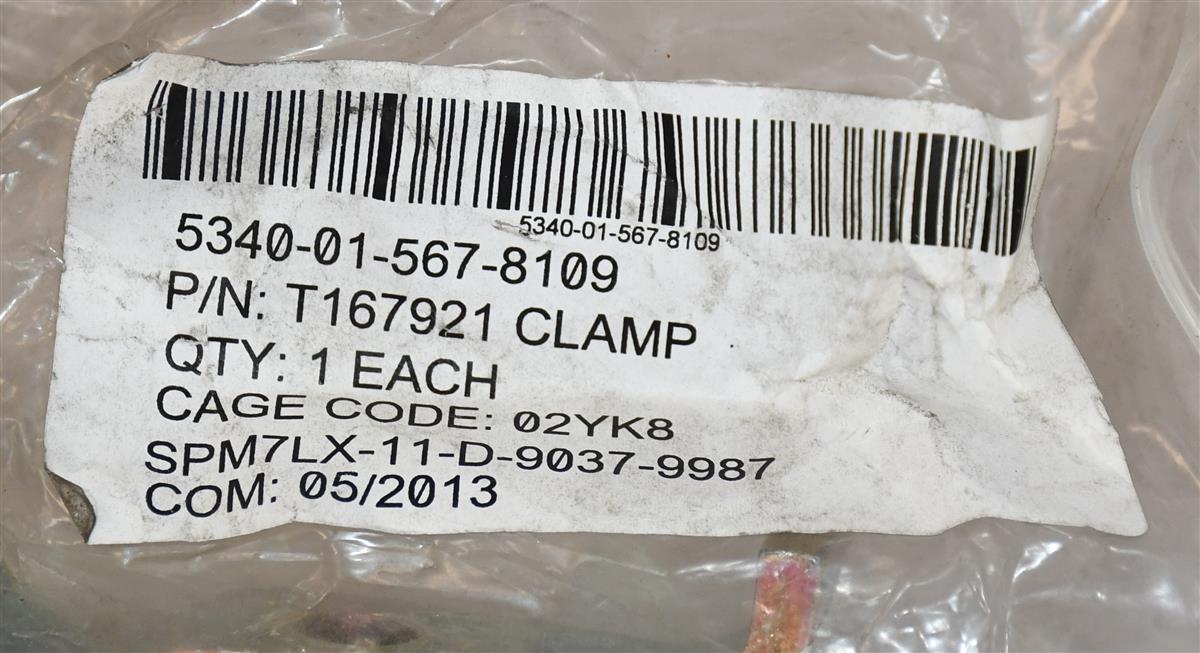 5340-01-567-8109
5340-01-567-8109
P/N: T167921 CLAMP
QTY: 1 EACH
CAGE CODE: 02YK8
SPM7LX-11-D-9037-9987
COM: 05/2013